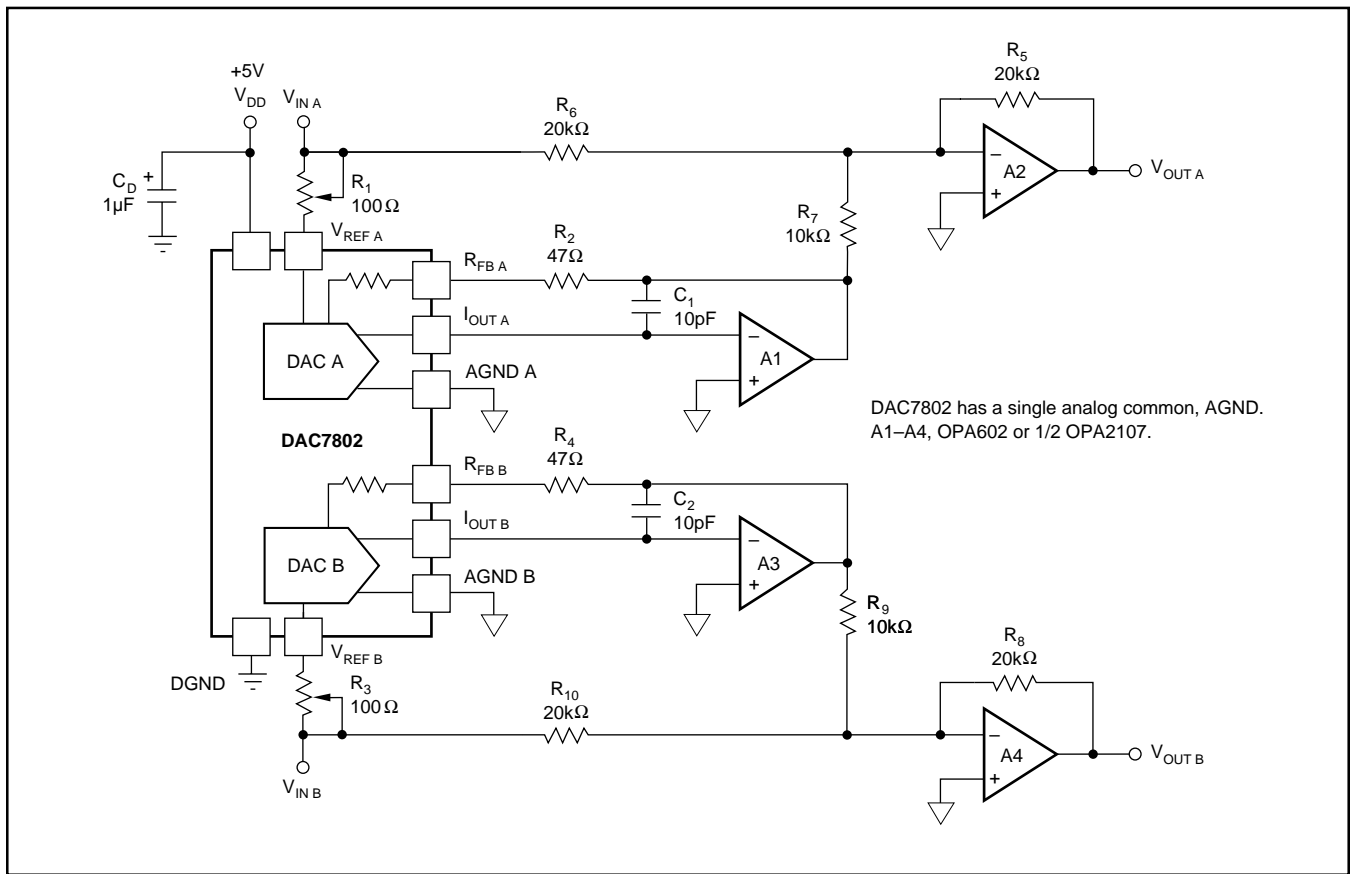 +5V
V_DD
V_IN A
C_D +
1µF
R_1
100Ω
V_REF A
R_6
20kΩ
R_5
20kΩ
−
+
A2
V_OUT A
R_7
10kΩ
R_FB A
R_2
47Ω
C_1
10pF
I_OUT A
−
+
A1
DAC A
AGND A
DAC7802 has a single analog common, AGND.
A1–A4, OPA602 or 1/2 OPA2107.
DAC7802
R_FB B
R_4
47Ω
C_2
10pF
I_OUT B
−
+
A3
DAC B
AGND B
R_9
10kΩ
V_REF B
DGND
R_3
100Ω
R_10
20kΩ
R_8
20kΩ
−
+
A4
V_OUT B
V_IN B